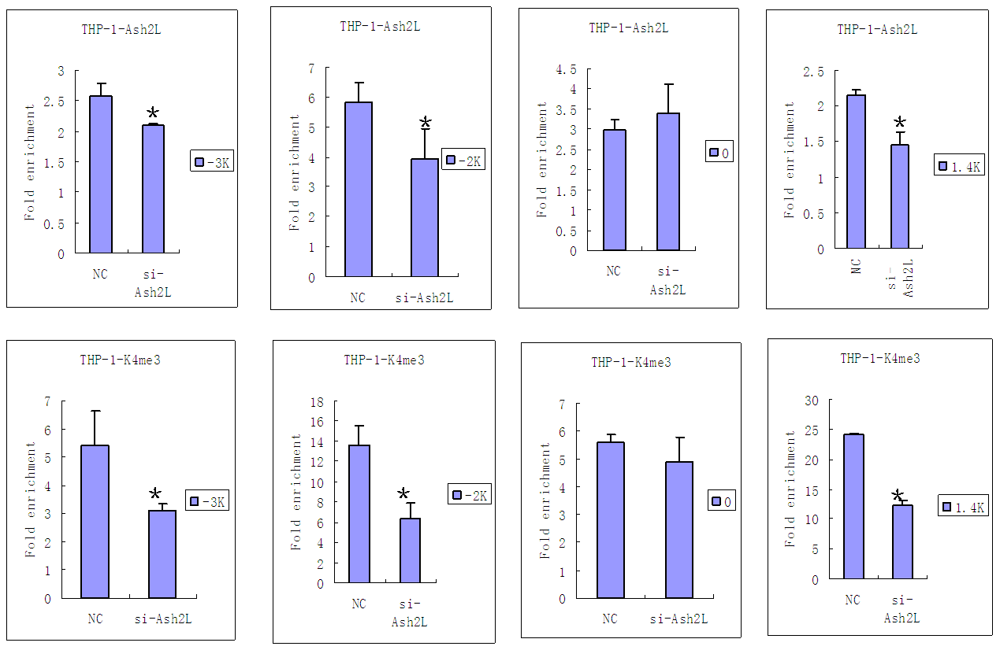 THP-1-Ash2L
Fold enrichment
3
2.5
2
1.5
1
0.5
0
*
NC
si-
Ash2L
-3K
THP-1-Ash2L
Fold enrichment
7
6
5
4
3
2
1
0
*
NC
si-Ash2L
-2K
THP-1-Ash2L
Fold enrichment
4.5
4
3.5
3
2.5
2
1.5
1
0.5
0
NC
si-
Ash2L
0
THP-1-Ash2L
Fold enrichment
2.5
2
1.5
1
0.5
0
*
NC
si-
Ash2L
1.4K
THP-1-K4me3
Fold enrichment
7
6
5
4
3
2
1
0
*
NC
si-Ash2L
-3K
THP-1-K4me3
Fold enrichment
18
16
14
12
10
8
6
4
2
0
*
NC
si-
Ash2L
-2K
THP-1-K4me3
Fold enrichment
7
6
5
4
3
2
1
0
NC
si-Ash2L
0
THP-1-K4me3
Fold enrichment
30
25
20
15
10
5
0
*
NC
si-
Ash2L
1.4K